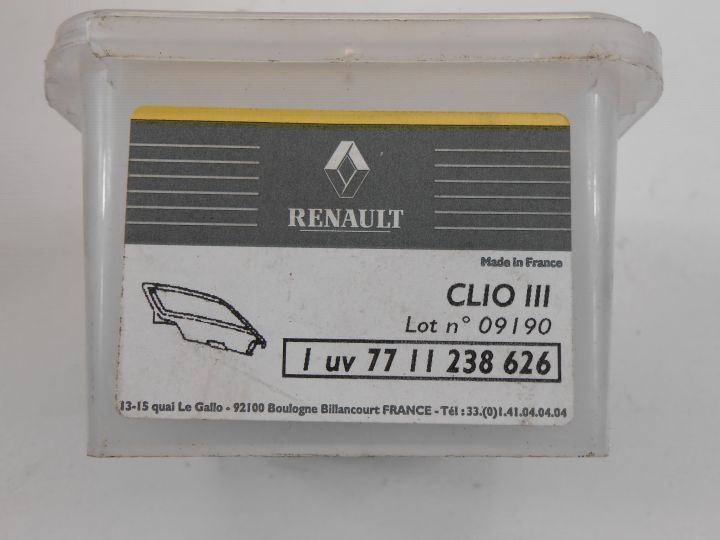 RENAULT
Made in France
CLIO III
Lot n° 09190
1 uv 77 11 238 626
13-15 quai Le Gallo - 92100 Boulogne Billancourt FRANCE - Tél : 33.(0)1.41.04.04.04